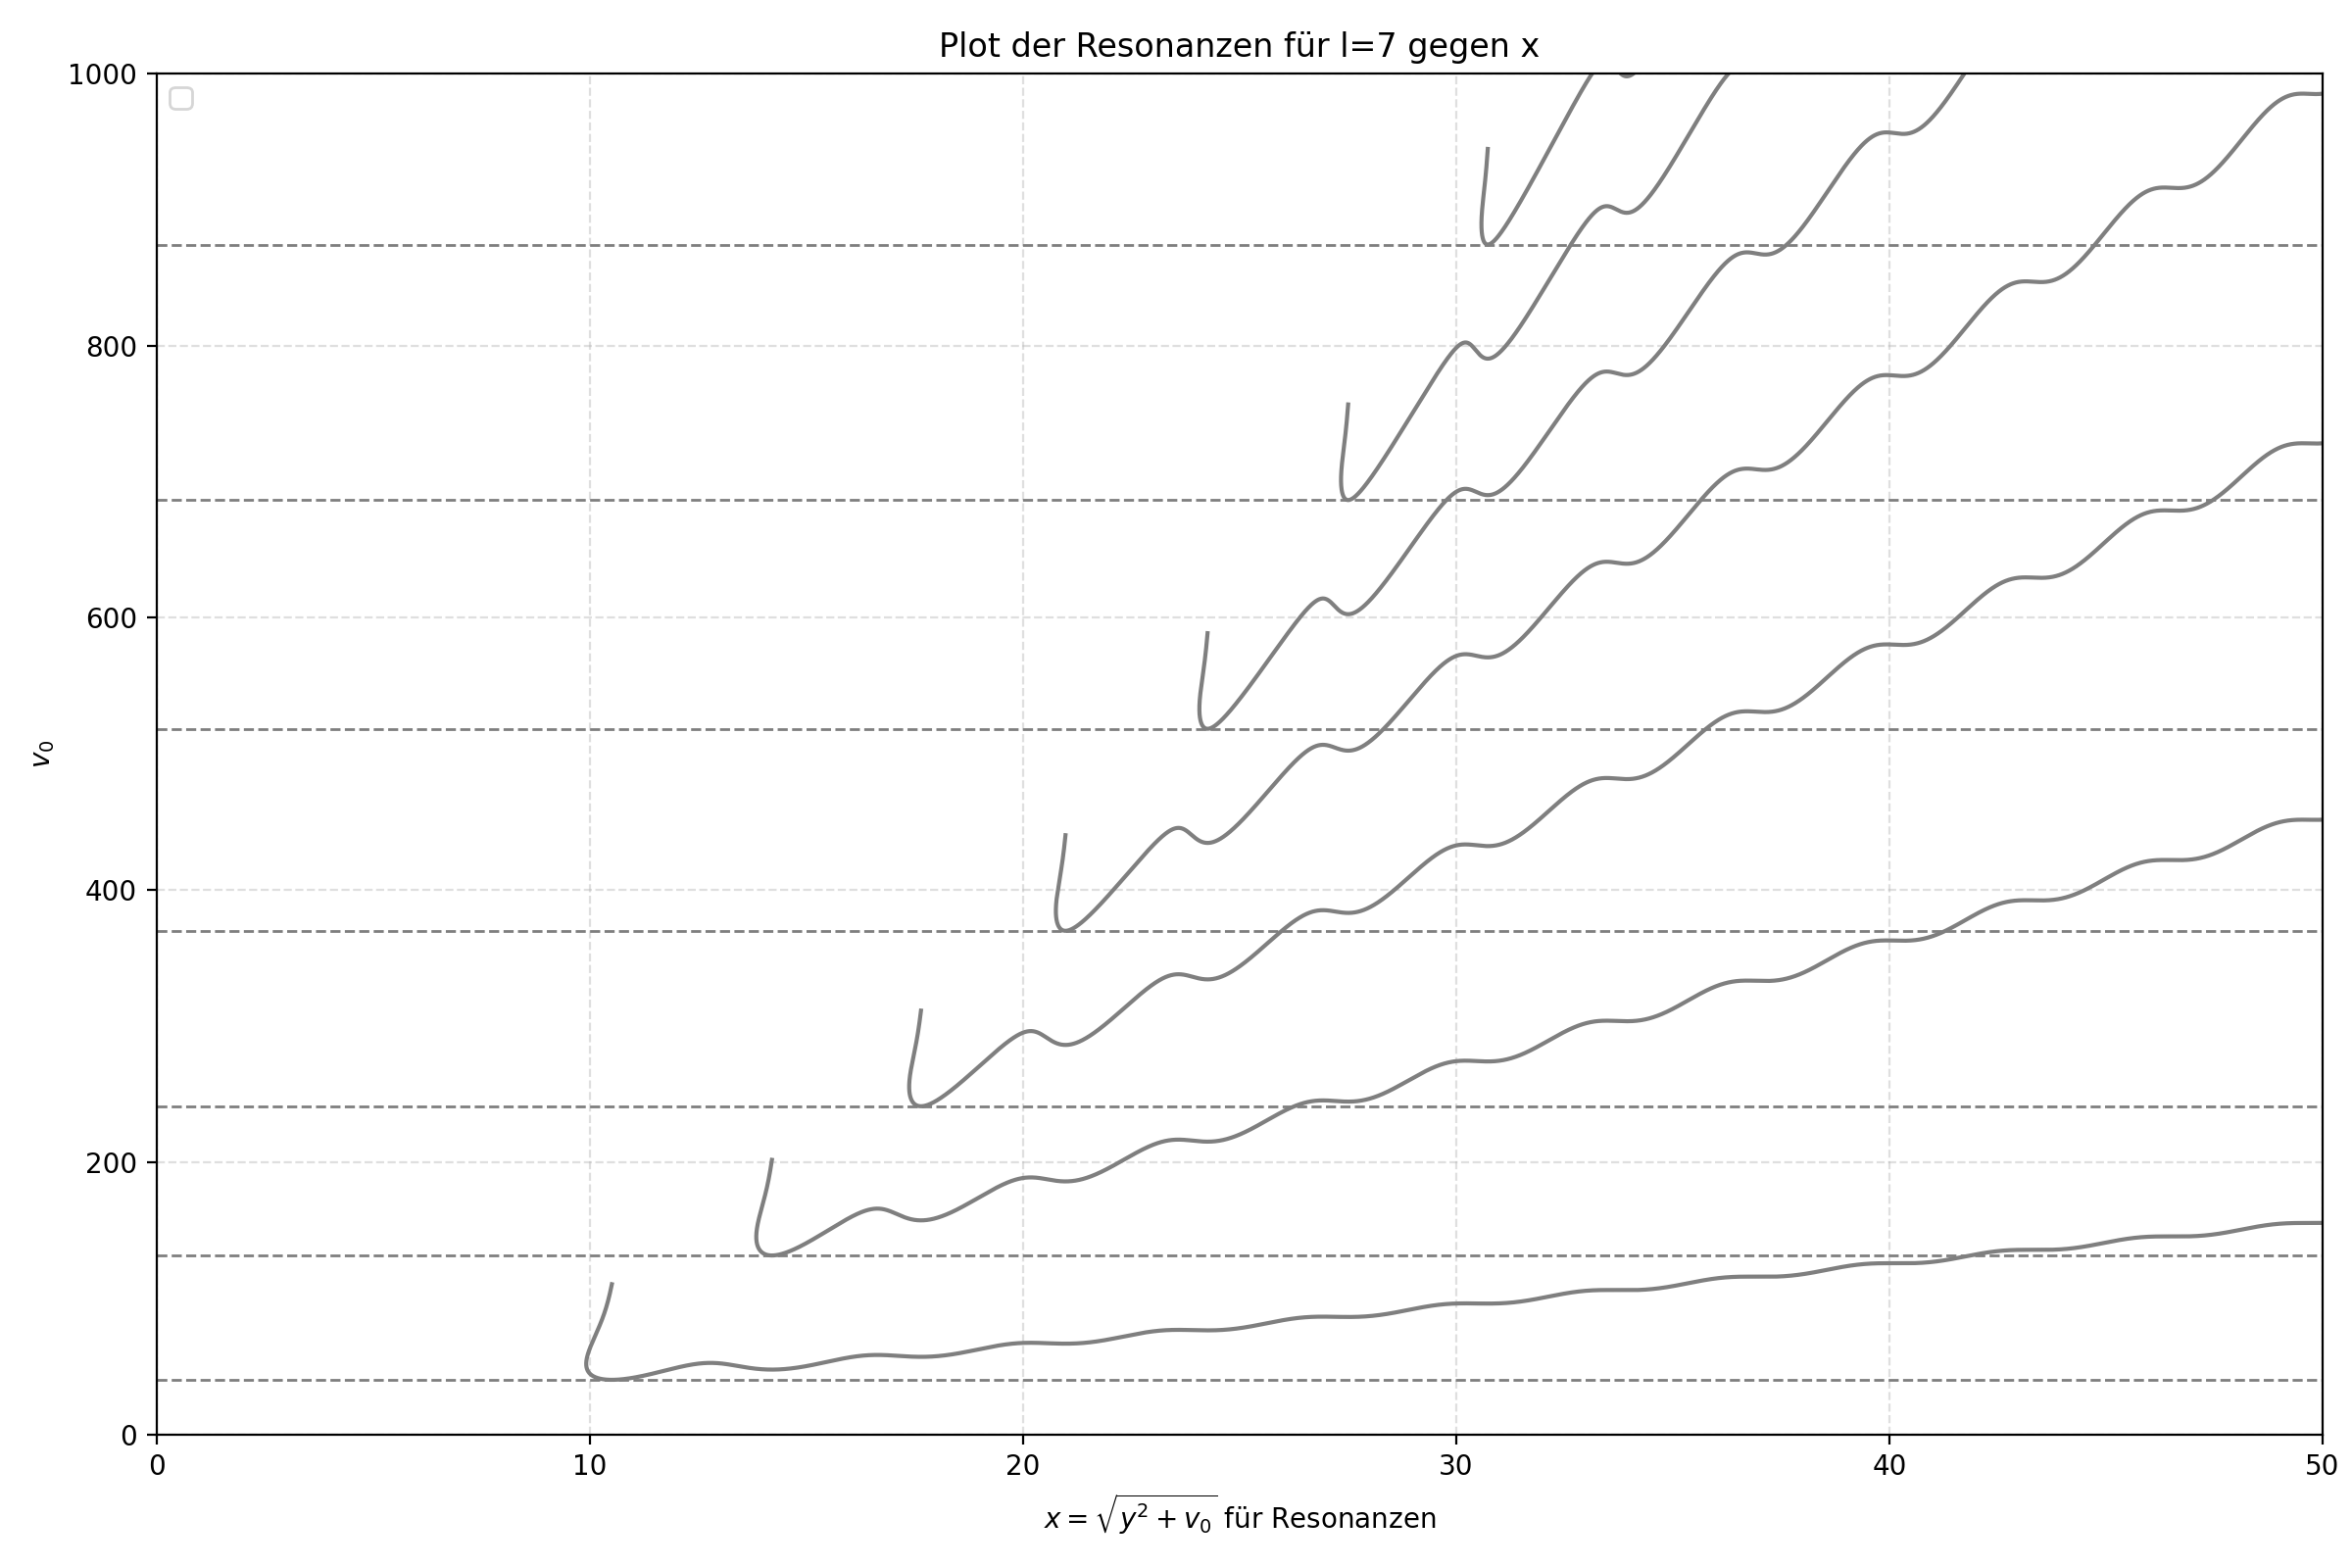 Plot der Resonanzen für l=7 gegen x
1000
800
600
400
200
0
v₀
0 10 20 30 40 50
x = √(y² + v₀) für Resonanzen